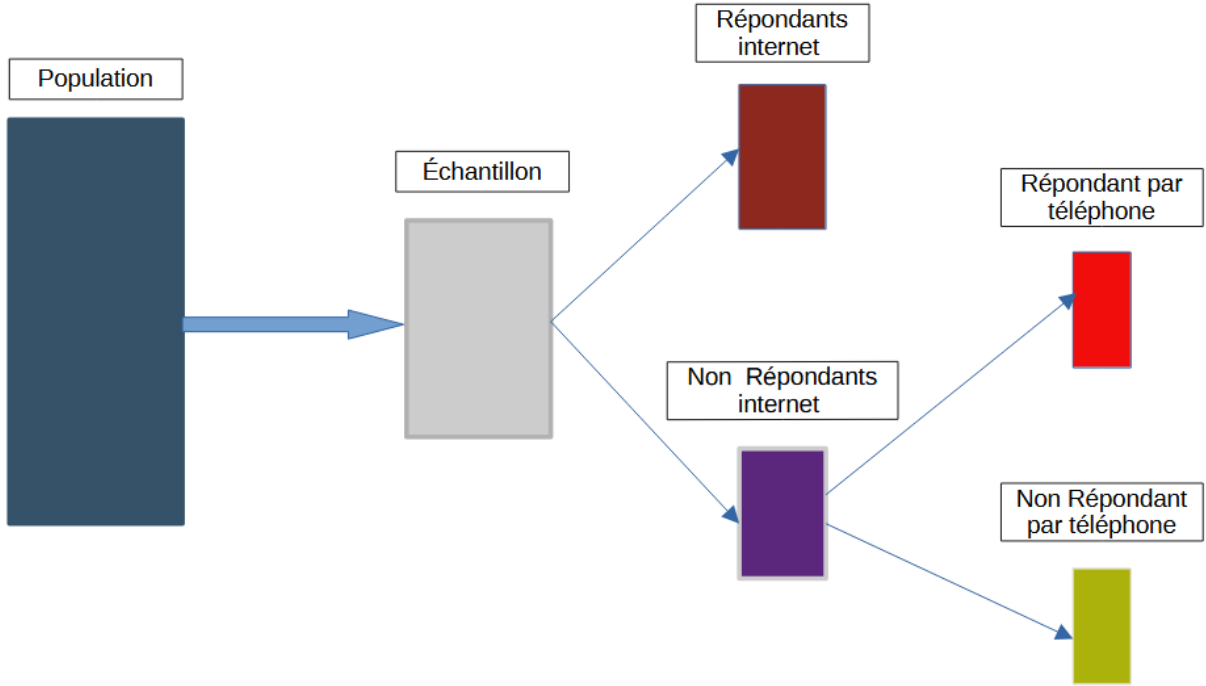 Population
Échantillon
Répondants
internet
Non  Répondants
internet
Répondant par
téléphone
Non Répondant
par téléphone